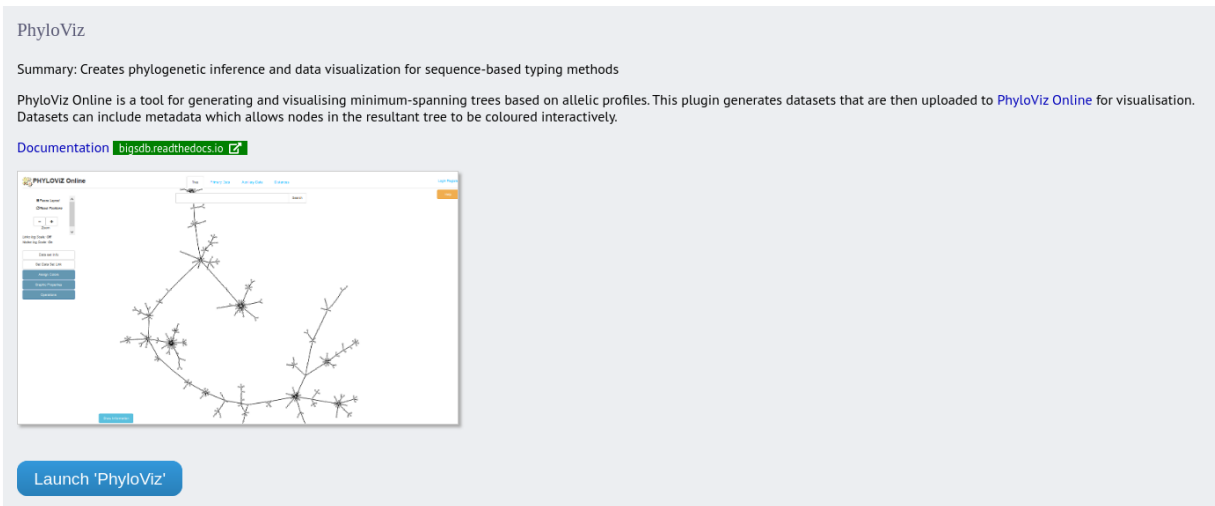 PhyloViz
Summary: Creates phylogenetic inference and data visualization for sequence-based typing methods
PhyloViz Online is a tool for generating and visualising minimum-spanning trees based on allelic profiles. This plugin generates datasets that are then uploaded to PhyloViz Online for visualisation.
Datasets can include metadata which allows nodes in the resultant tree to be coloured interactively.
Documentation bigsdb.readthedocs.io
PHYLOViZ Online
Tree
Search
Zoom
Launch 'PhyloViz'